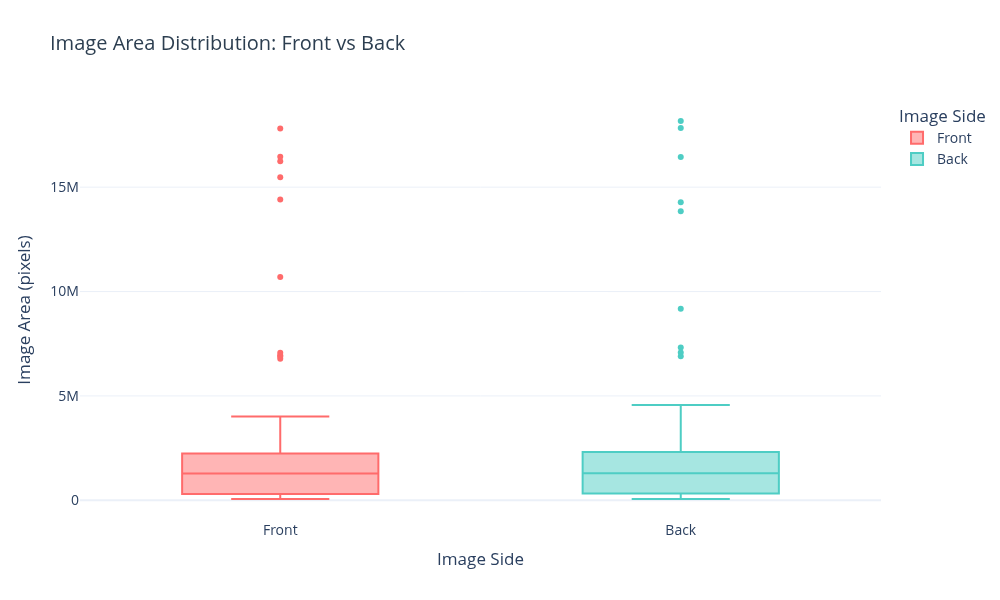 Image Area Distribution: Front vs Back
Image Side
Front
Back
15M
10M
5M
0
Image Area (pixels)
Front
Back
Image Side